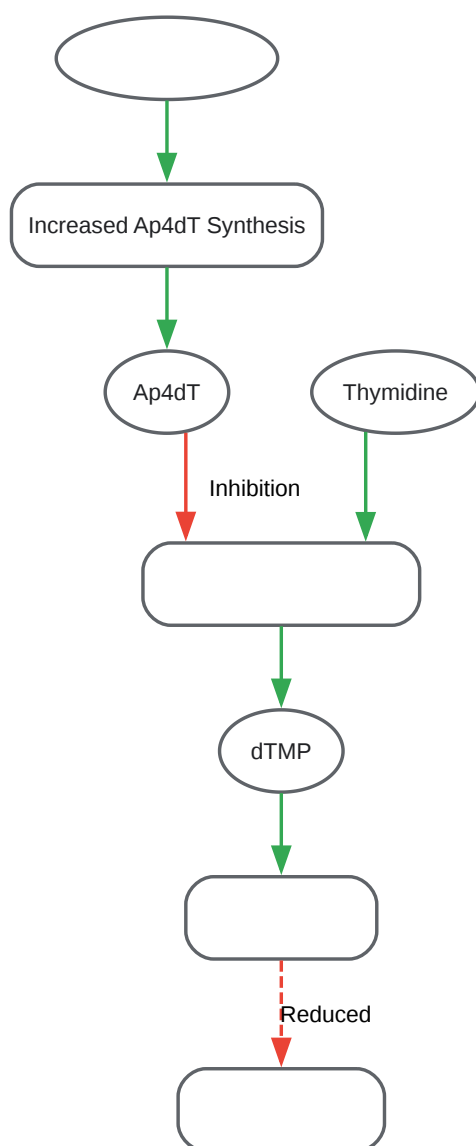 Increased Ap4dT Synthesis
Ap4dT
Thymidine
Inhibition
dTMP
Reduced